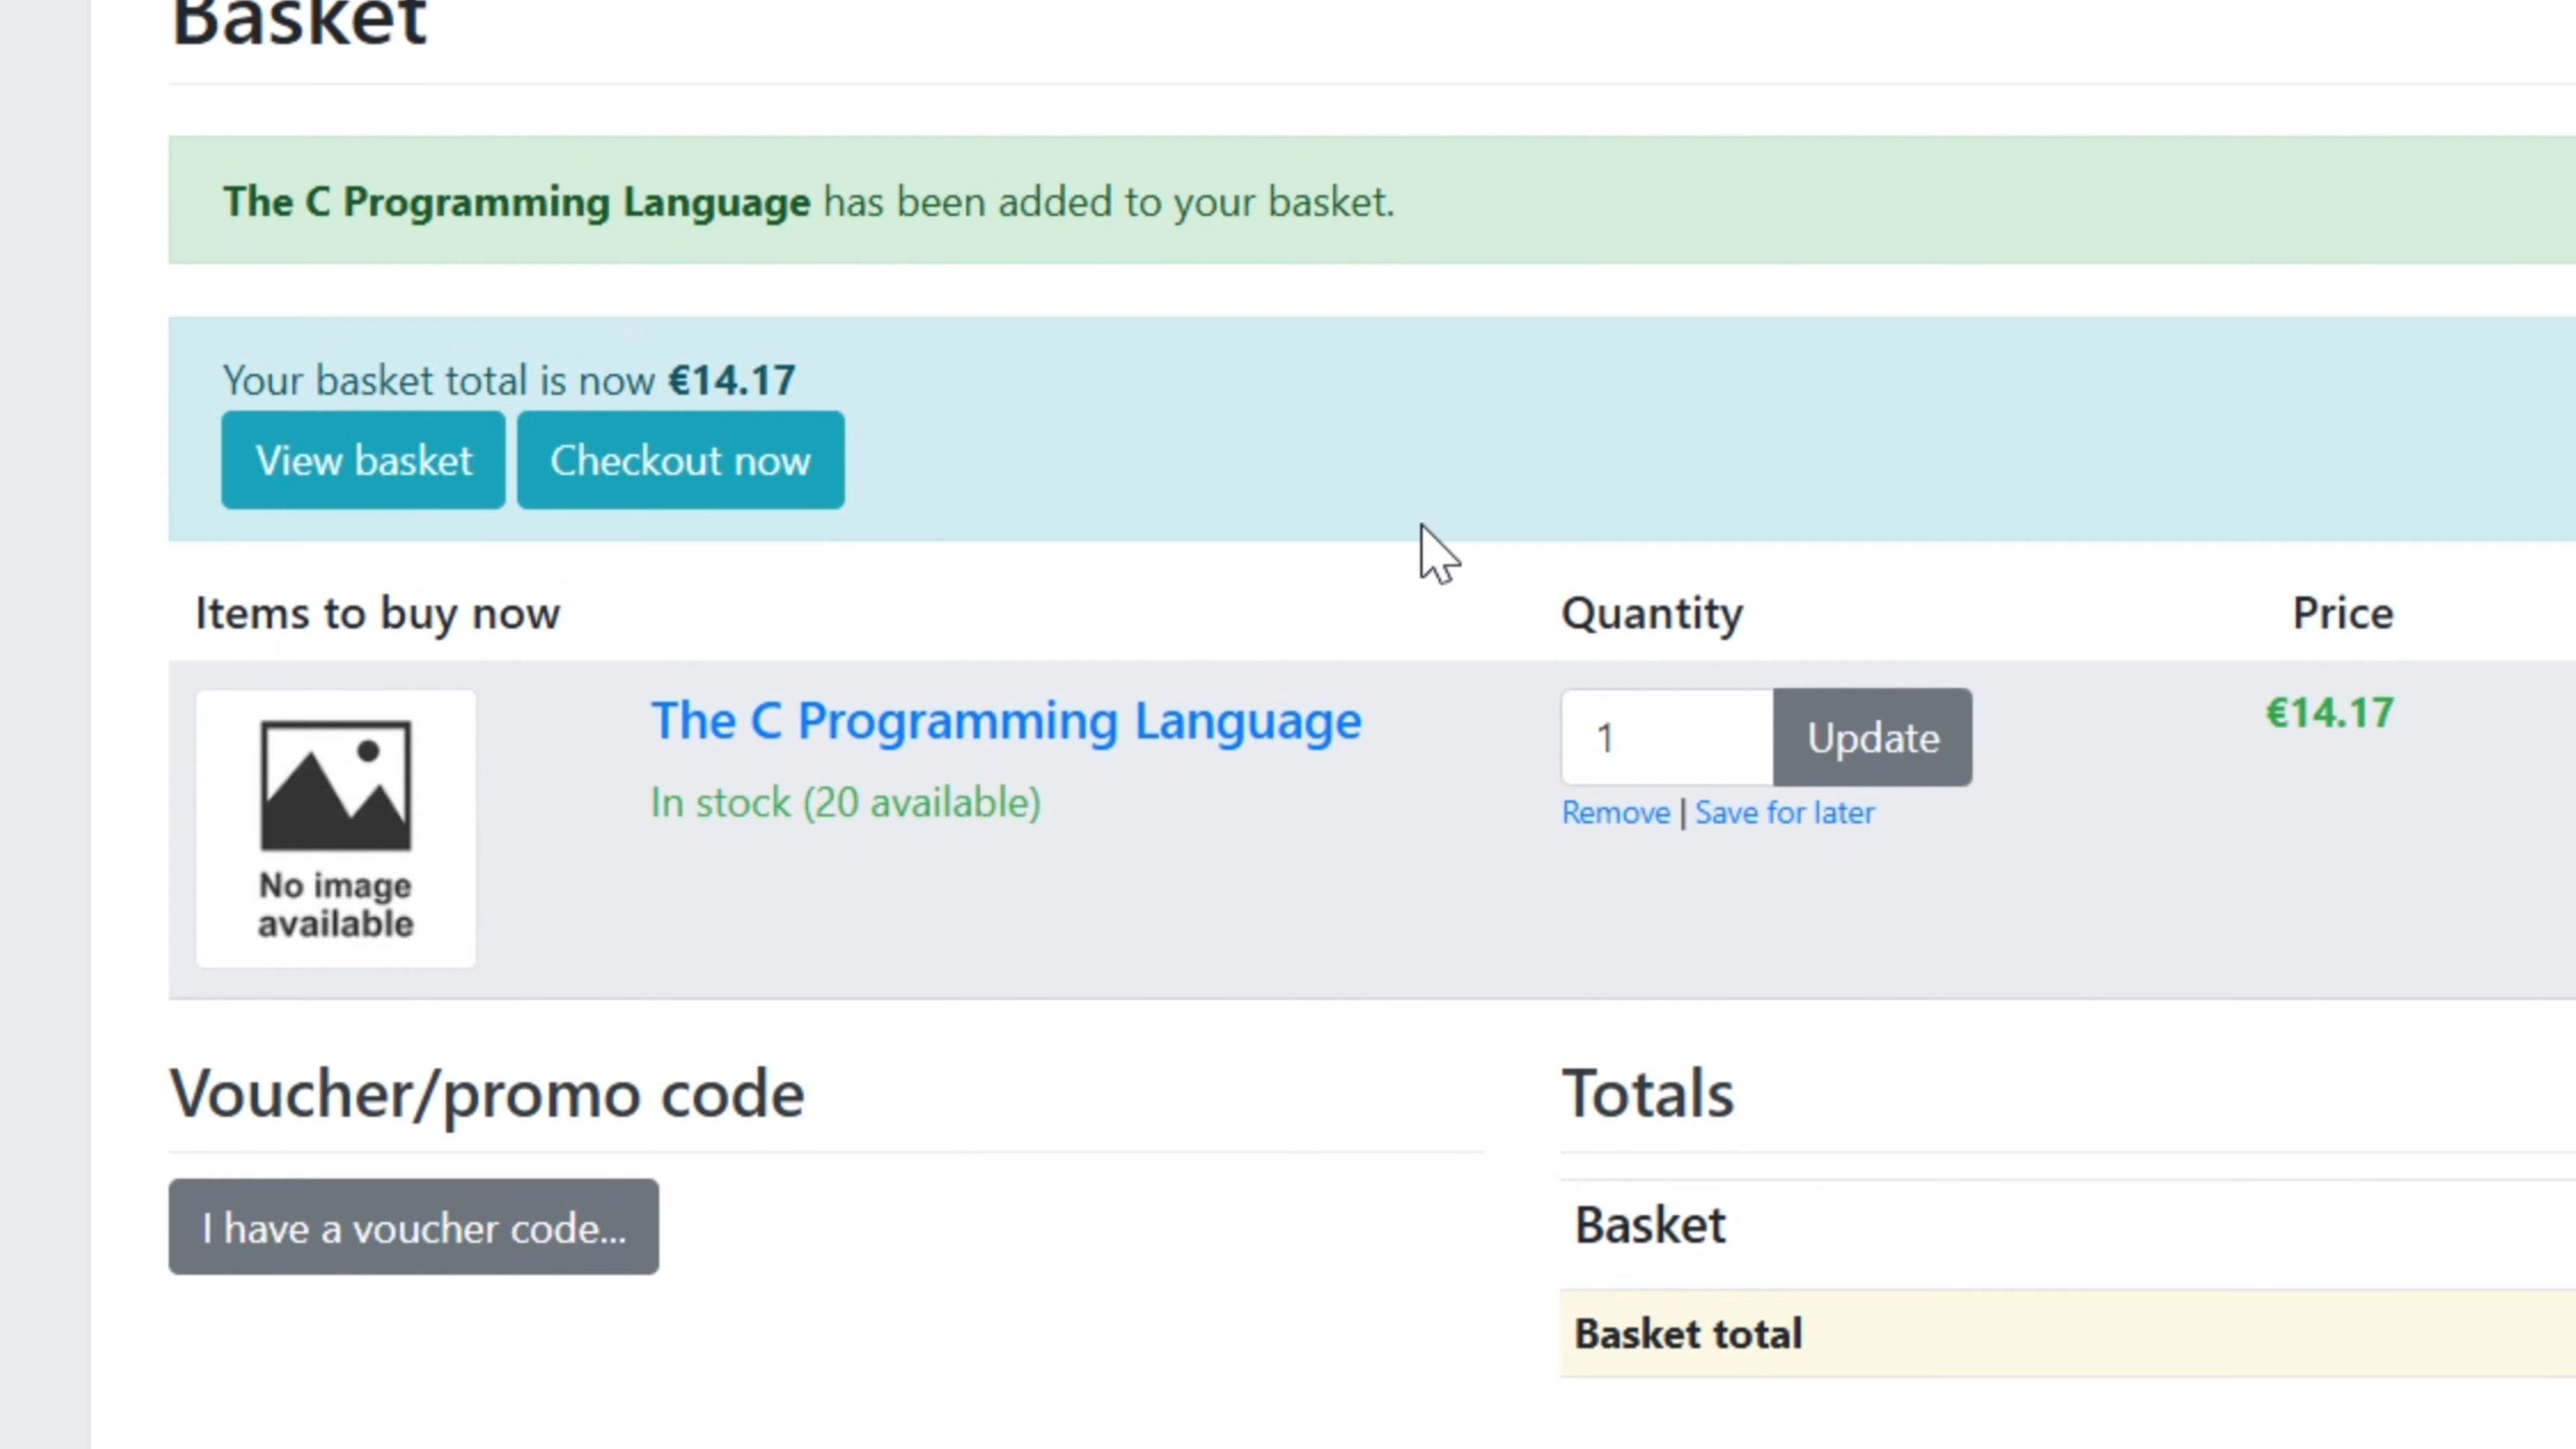 Basket
The C Programming Language has been added to your basket.
Your basket total is now €14.17
View basket Checkout now
Items to buy now Quantity Price
The C Programming Language 1 Update €14.17
In stock (20 available) Remove | Save for later
No image
available
Voucher/promo code Totals
I have a voucher code... Basket
Basket total